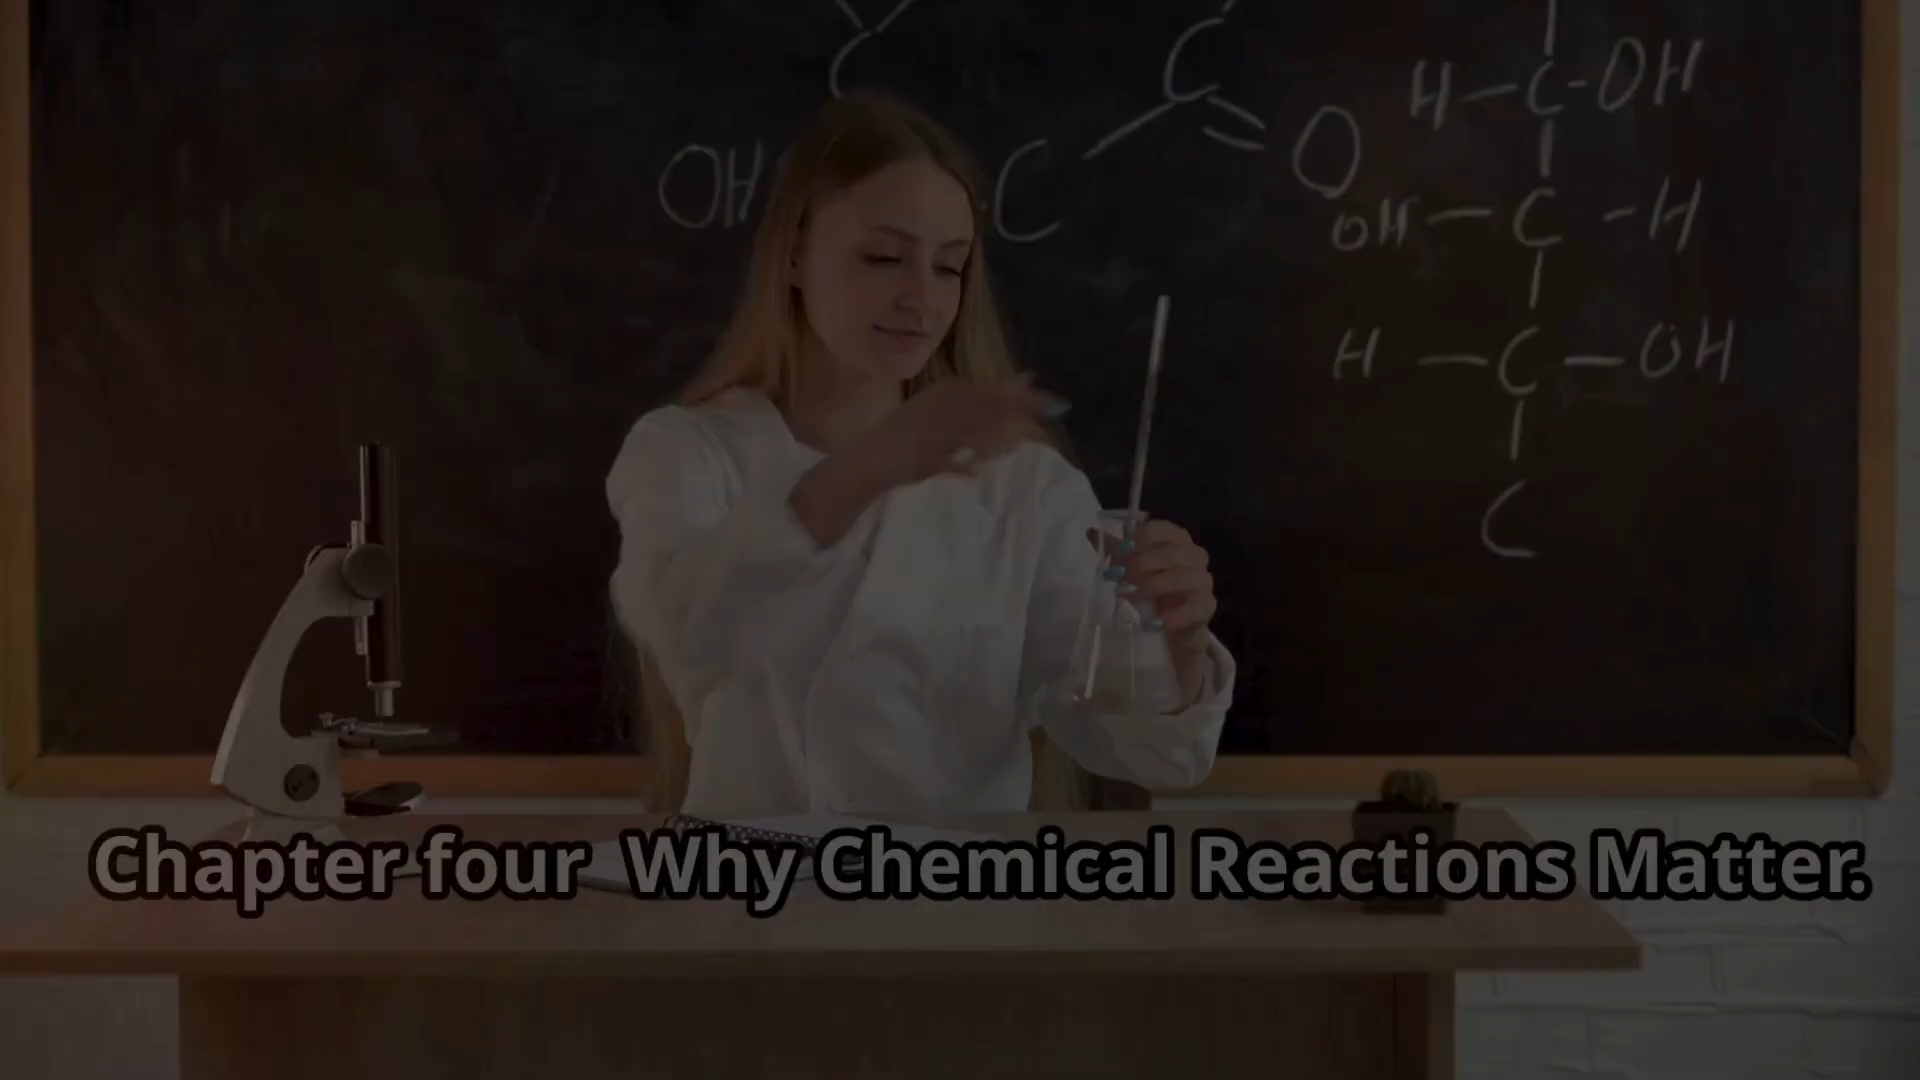 C C
H-C-OH
OH C O
OH-C-H
H-C-OH
C
Chapter four Why Chemical Reactions Matter.